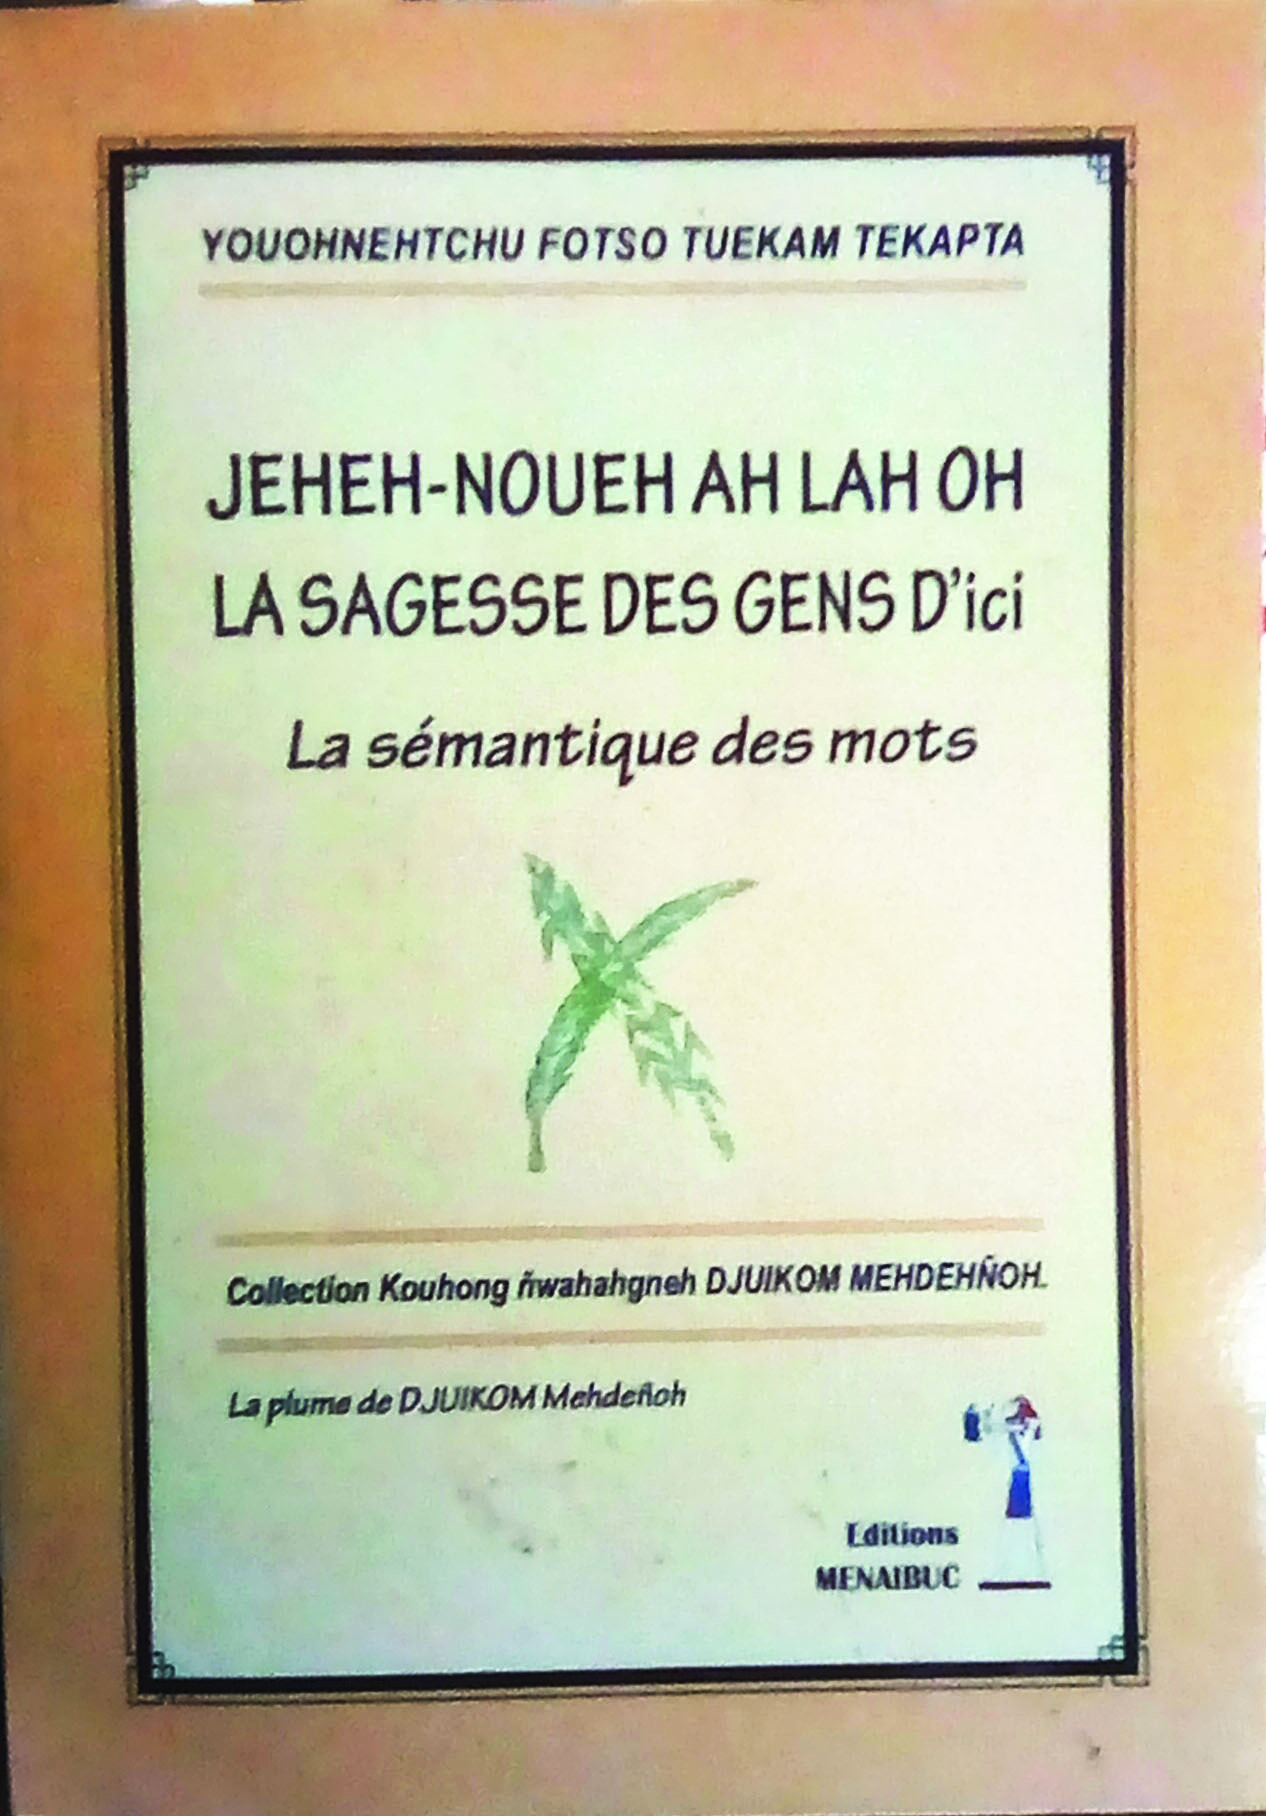 YOUOHNEHTCHU FOTSO TUEKAM TEKAPTA
JEHEH-NOUEH AH LAH OH
LA SAGESSE DES GENS D'ici
La sémantique des mots
Collection Kouhong ñwahahgneh DJUIKOM MEHDEHÑOH.
La plume de DJUIKOM Mehdeñoh
Editions
MENAIBUC